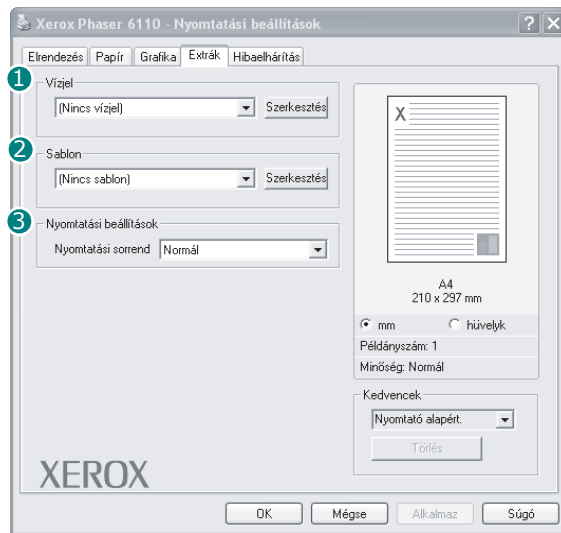 Xerox Phaser 6110 - Nyomtatási beállítások
Elrendezés Papír Grafika Extrák Hibaelhárítás
1
Vízjel
(Nincs vízjel) Szerkesztés
2
Sablon
(Nincs sablon) Szerkesztés
3
Nyomtatási beállítások
Nyomtatási sorrend Normál
X
A4
210 x 297 mm
mm hüvelyk
Példányszám: 1
Minőség: Normál
Kedvencek
Nyomtató alapért.
Törlés
XEROX
OK Mégse Alkalmaz Súgó